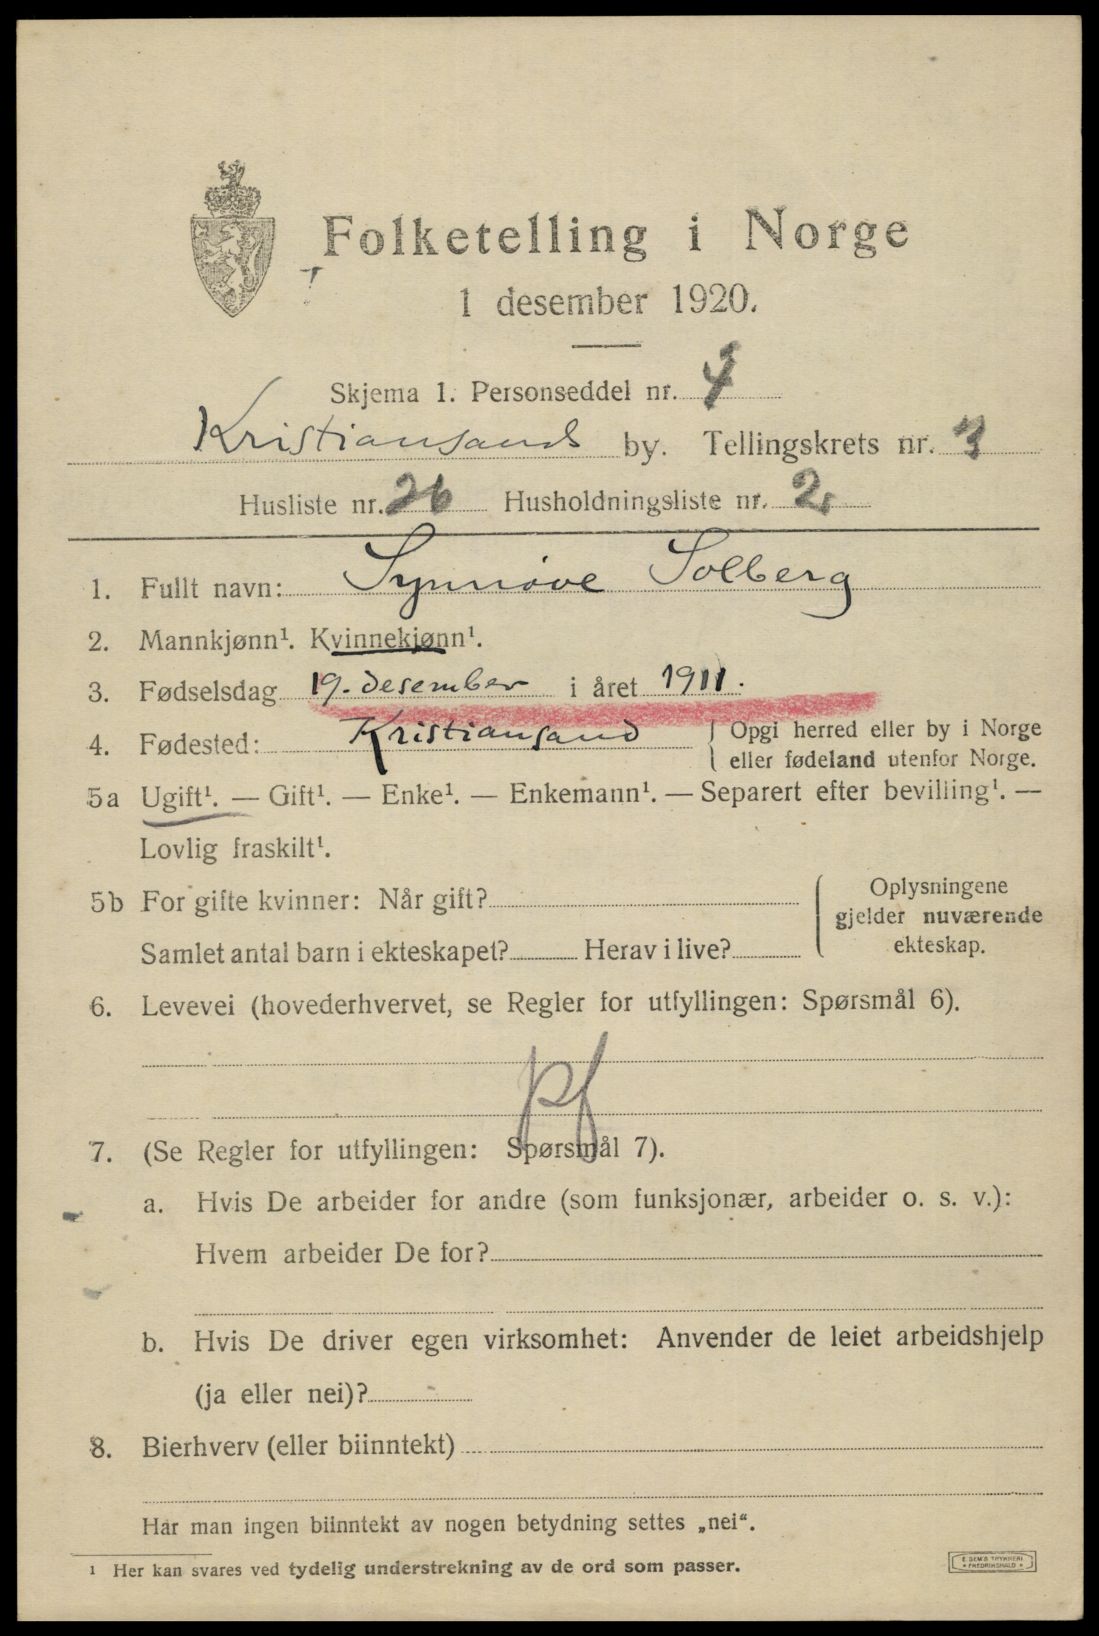 Folketelling i Norge
1 desember 1920.
Skjema 1. Personseddel nr. 4
Kristiansand by. Tellingskrets nr. 3
Husliste nr. 26 Husholdningsliste nr. 2
1. Fullt navn: Synnøve Solberg
2. Mannkjønn¹. Kvinnekjønn¹.
3. Fødselsdag 19. desember i året 1911.
4. Fødested: Kristiansand { Opgi herred eller by i Norge
eller fødeland utenfor Norge.
5a Ugift¹. — Gift¹. — Enke¹. — Enkemann¹. — Separert efter bevilling¹. —
Lovlig fraskilt¹.
5b For gifte kvinner: Når gift?
Samlet antal barn i ekteskapet? Herav i live?
Oplysningene
gjelder nuværende
ekteskap.
6. Levevei (hovederhvervet, se Regler for utfyllingen: Spørsmål 6).
pf
7. (Se Regler for utfyllingen: Spørsmål 7).
a. Hvis De arbeider for andre (som funksjonær, arbeider o. s. v.):
Hvem arbeider De for?
b. Hvis De driver egen virksomhet: Anvender de leiet arbeidshjelp
(ja eller nei)?
8. Bierhverv (eller biinntekt)
Har man ingen biinntekt av nogen betydning settes „nei“.
¹ Her kan svares ved tydelig understrekning av de ord som passer.
E. SEM'S TRYKKERI
• FREDRIKSHALD •